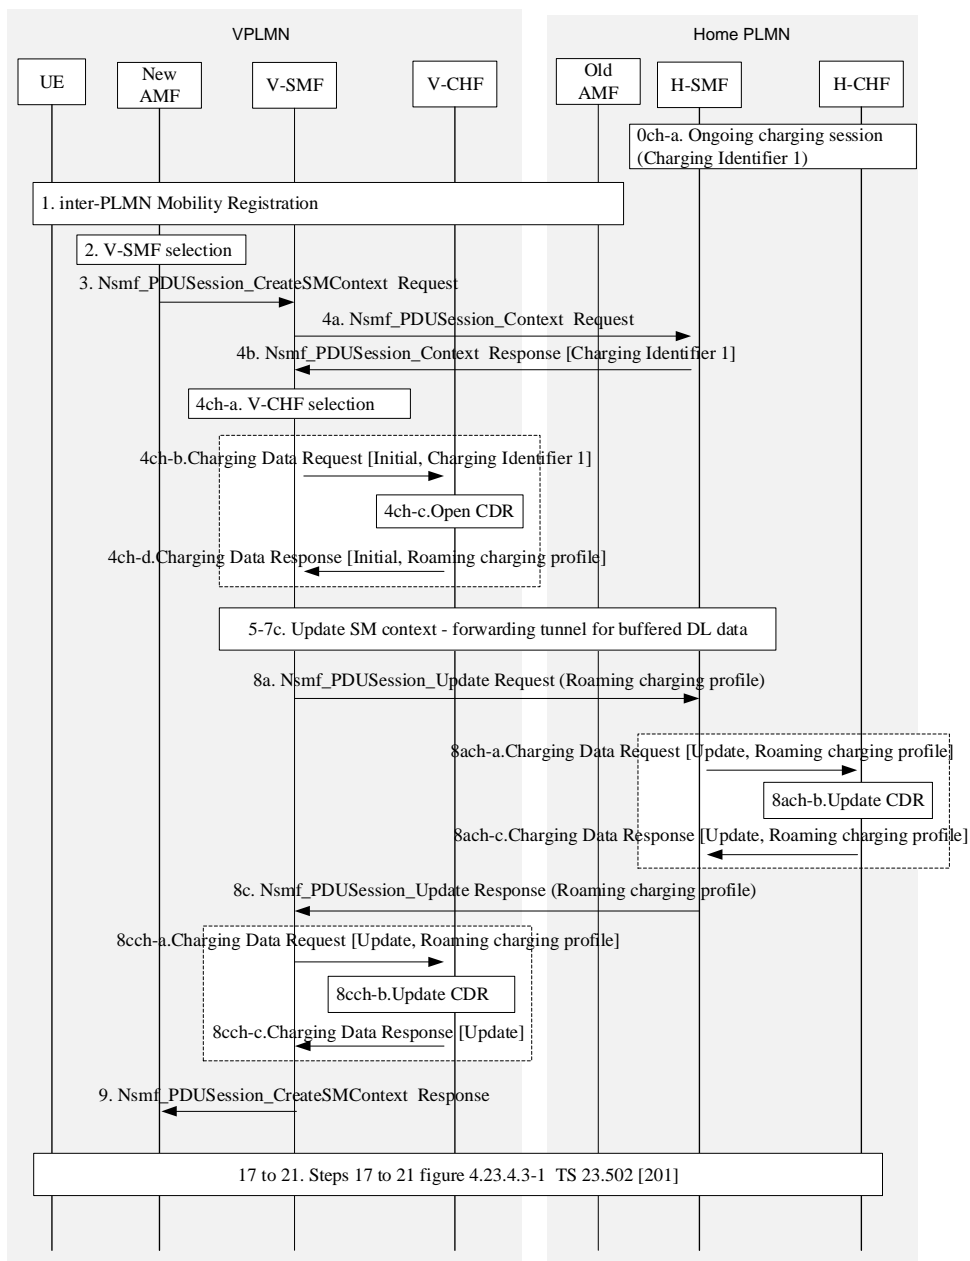 VPLMN
Home PLMN
UE
New
AMF
V-SMF
V-CHF
Old
AMF
H-SMF
H-CHF
0ch-a. Ongoing charging session
(Charging Identifier 1)
1. inter-PLMN Mobility Registration
2. V-SMF selection
3. Nsmf_PDUSession_CreateSMContext Request
4a. Nsmf_PDUSession_Context Request
4b. Nsmf_PDUSession_Context Response [Charging Identifier 1]
4ch-a. V-CHF selection
4ch-b.Charging Data Request [Initial, Charging Identifier 1]
4ch-c.Open CDR
4ch-d.Charging Data Response [Initial, Roaming charging profile]
5-7c. Update SM context - forwarding tunnel for buffered DL data
8a. Nsmf_PDUSession_Update Request (Roaming charging profile)
8ach-a.Charging Data Request [Update, Roaming charging profile]
8ach-b.Update CDR
8ach-c.Charging Data Response [Update, Roaming charging profile]
8c. Nsmf_PDUSession_Update Response (Roaming charging profile)
8cch-a.Charging Data Request [Update, Roaming charging profile]
8cch-b.Update CDR
8cch-c.Charging Data Response [Update]
9. Nsmf_PDUSession_CreateSMContext Response
17 to 21. Steps 17 to 21 figure 4.23.4.3-1 TS 23.502 [201]